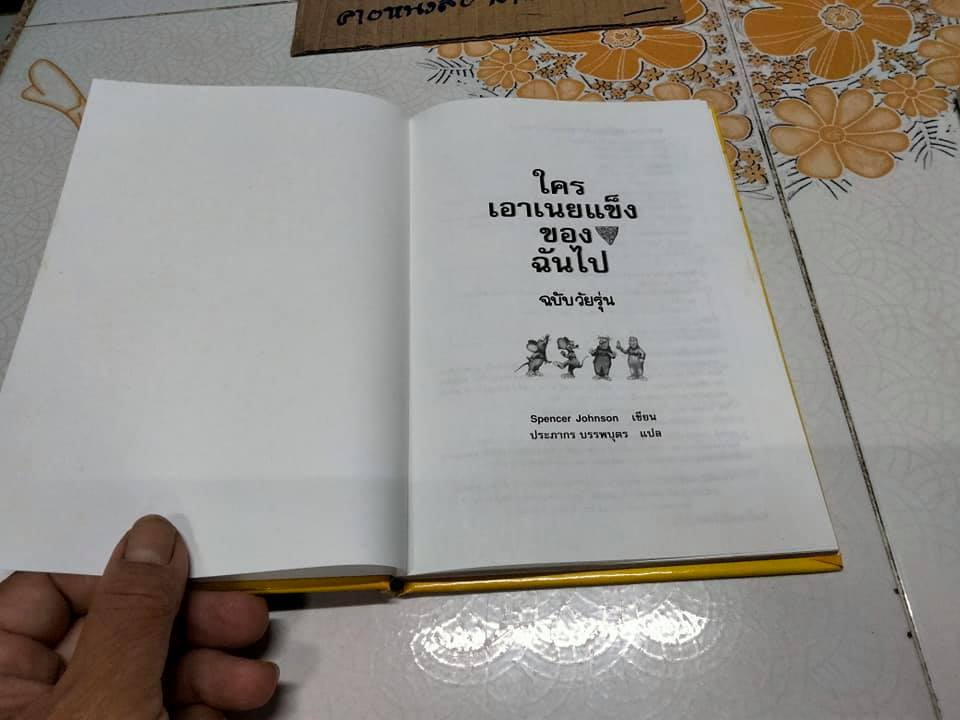 ใคร
เอาเนยแข็ง
ของ
ฉันไป
ฉบับวัยรุ่น
Spencer Johnson เขียน
ประภากร บรรพบุตร แปล